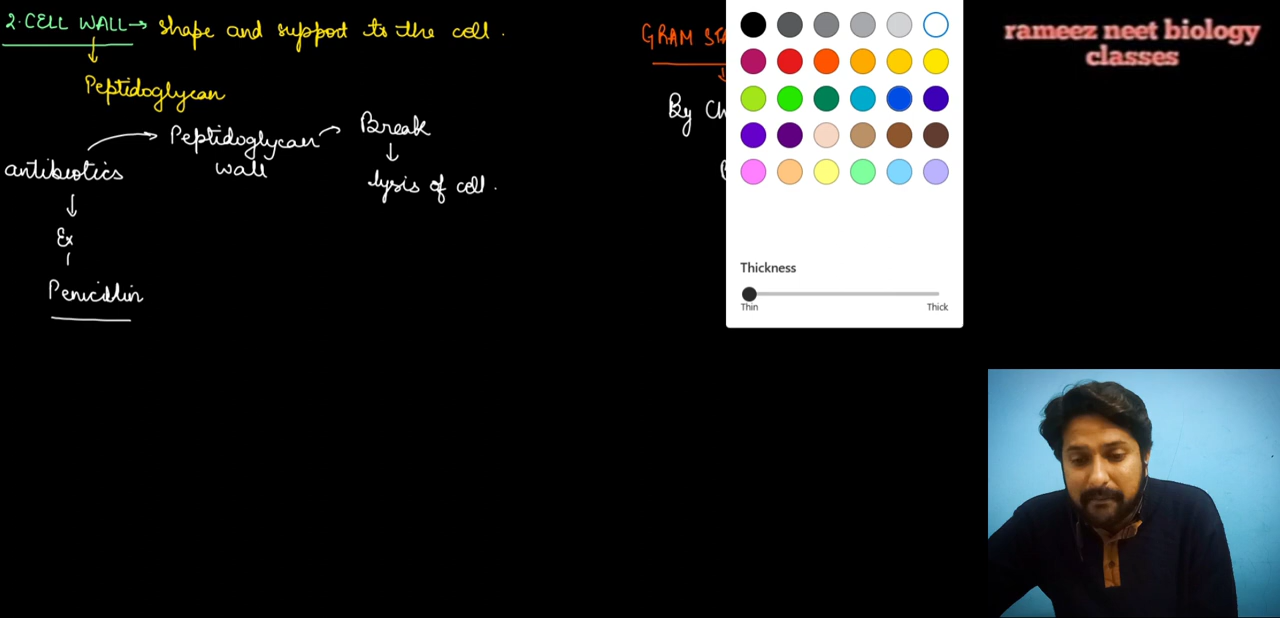 2. CELL WALL → shape and support to the cell.
Peptidoglycan
antibiotics → Peptidoglycan wall → Break
lysis of cell.
Ex
Penicillin
GRAM
By Ch
Thickness
Thin Thick
rameez neet biology
classes